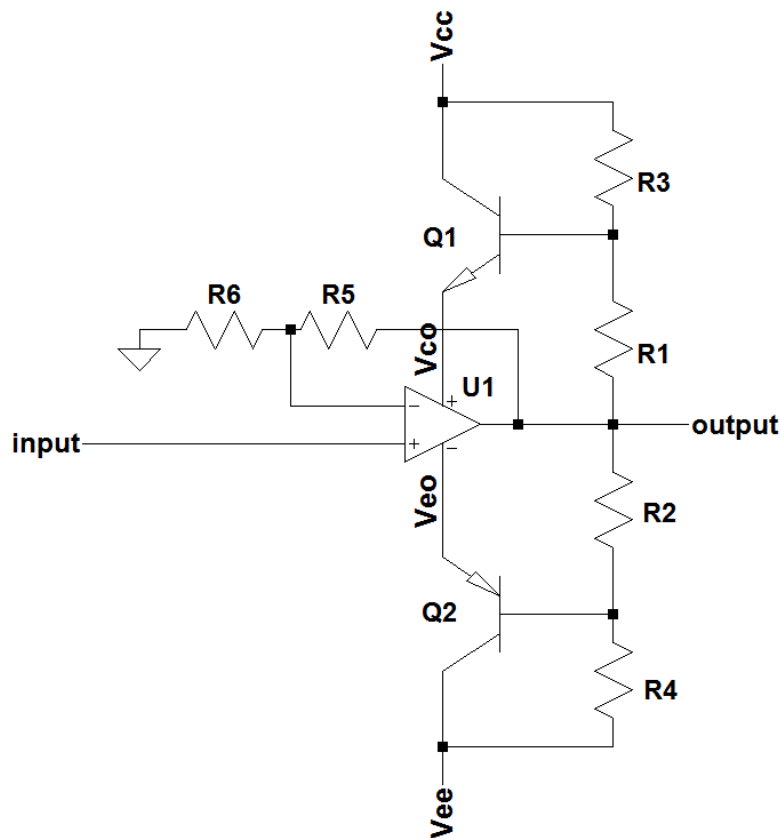 Vcc
R3
Q1
R6
R5
Vco
R1
U1
+
−
+
−
input
output
Veo
R2
Q2
R4
Vee